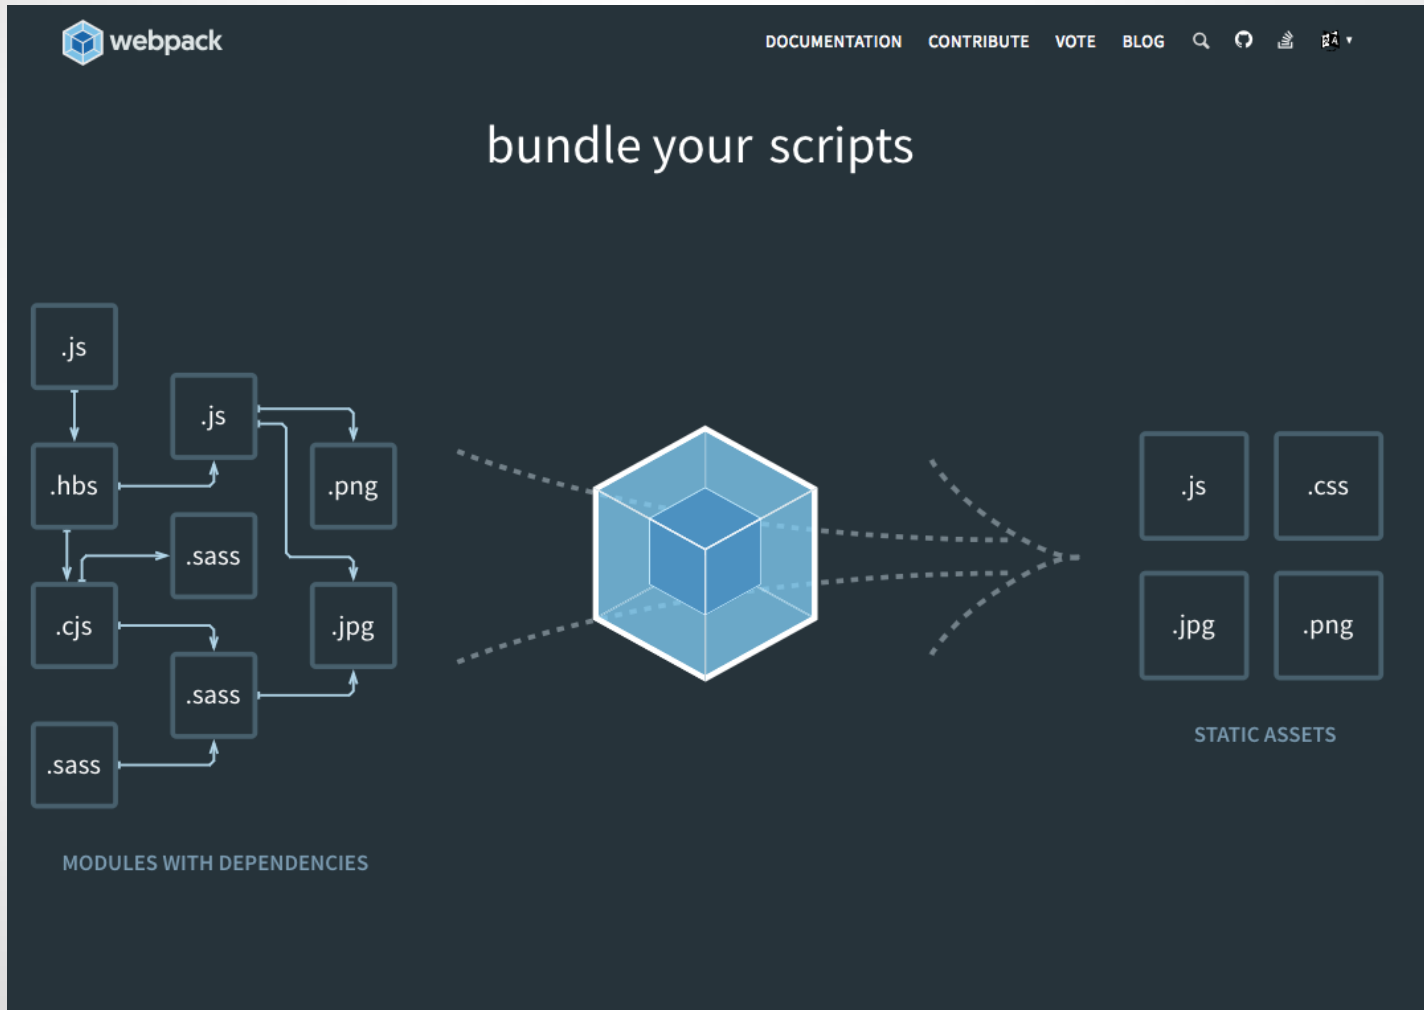 webpack
DOCUMENTATION CONTRIBUTE VOTE BLOG
bundle your scripts
.js
.js
.hbs
.png
.sass
.cjs
.jpg
.sass
.sass
MODULES WITH DEPENDENCIES
.js .css
.jpg .png
STATIC ASSETS